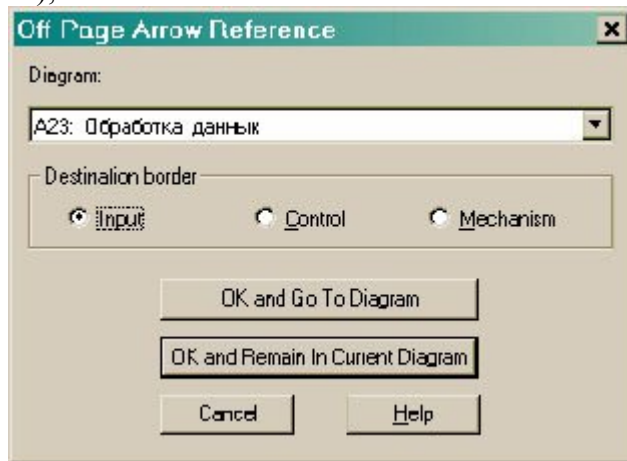 Off Page Arrow Reference
Diagram:
A23: Обработка данных
Destination border
Input Control Mechanism
OK and Go To Diagram
OK and Remain In Current Diagram
Cancel Help